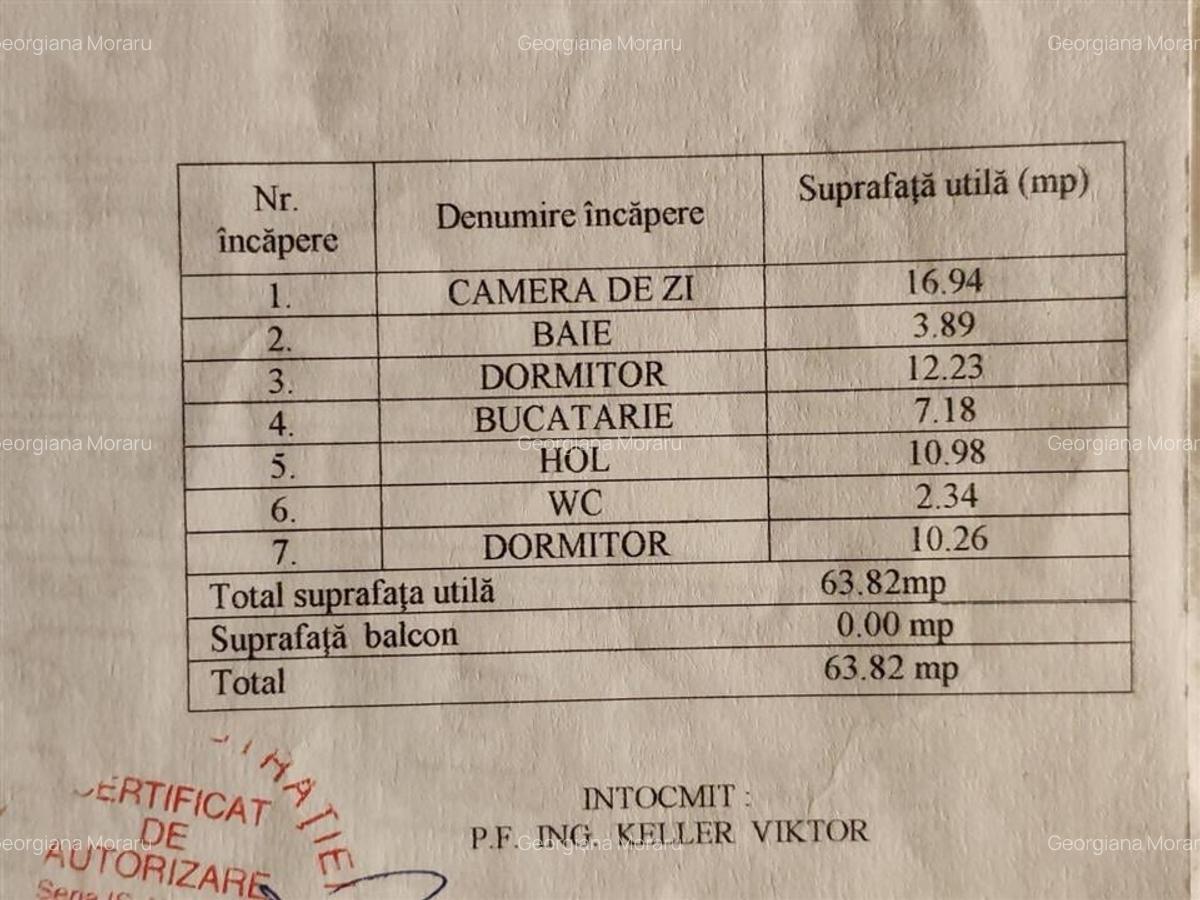 Georgiana Moraru Georgiana Moraru Georgiana Moraru
Nr. încăpere Denumire încăpere Suprafaţă utilă (mp)
1. CAMERA DE ZI 16.94
2. BAIE 3.89
3. DORMITOR 12.23
4. BUCATARIE 7.18
Georgiana Moraru Georgiana Moraru Georgiana Moraru
5. HOL 10.98
6. WC 2.34
7. DORMITOR 10.26
Total suprafaţa utilă 63.82mp
Suprafaţă balcon 0.00 mp
Total 63.82 mp
INTOCMIT :
P.F. ING. KELLER VIKTOR
Georgiana Moraru Georgiana Moraru Georgiana Moraru
CERTIFICAT
DE
AUTORIZARE
Seria